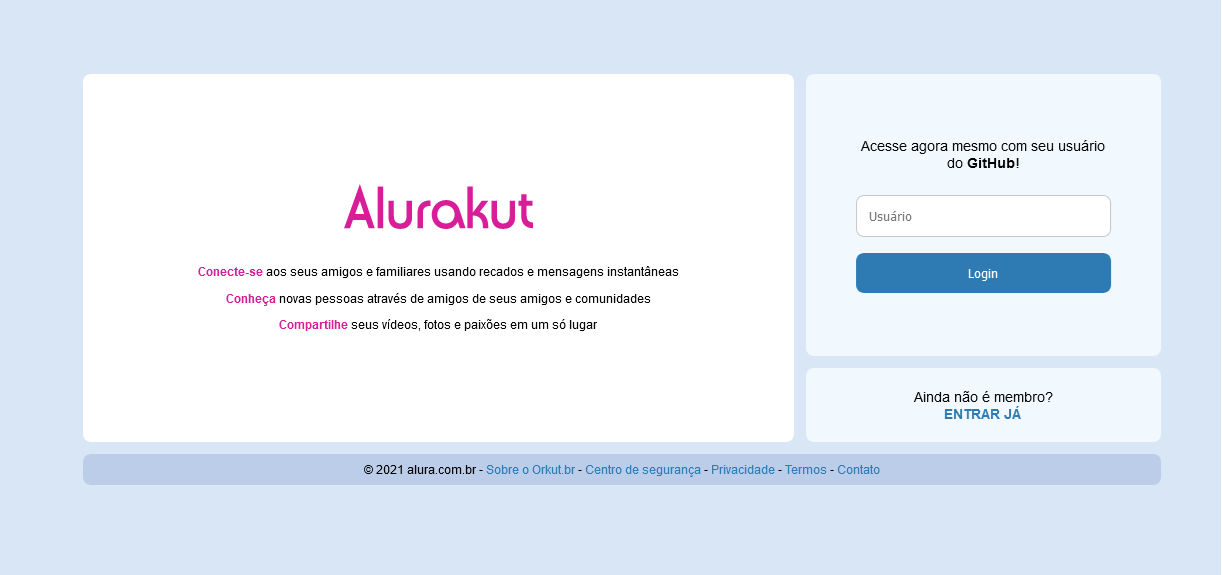 Alurakut
Conecte-se aos seus amigos e familiares usando recados e mensagens instantâneas
Conheça novas pessoas através de amigos de seus amigos e comunidades
Compartilhe seus vídeos, fotos e paixões em um só lugar
Acesse agora mesmo com seu usuário
do GitHub!
Usuário
Login
Ainda não é membro?
ENTRAR JÁ
© 2021 alura.com.br - Sobre o Orkut.br - Centro de segurança - Privacidade - Termos - Contato